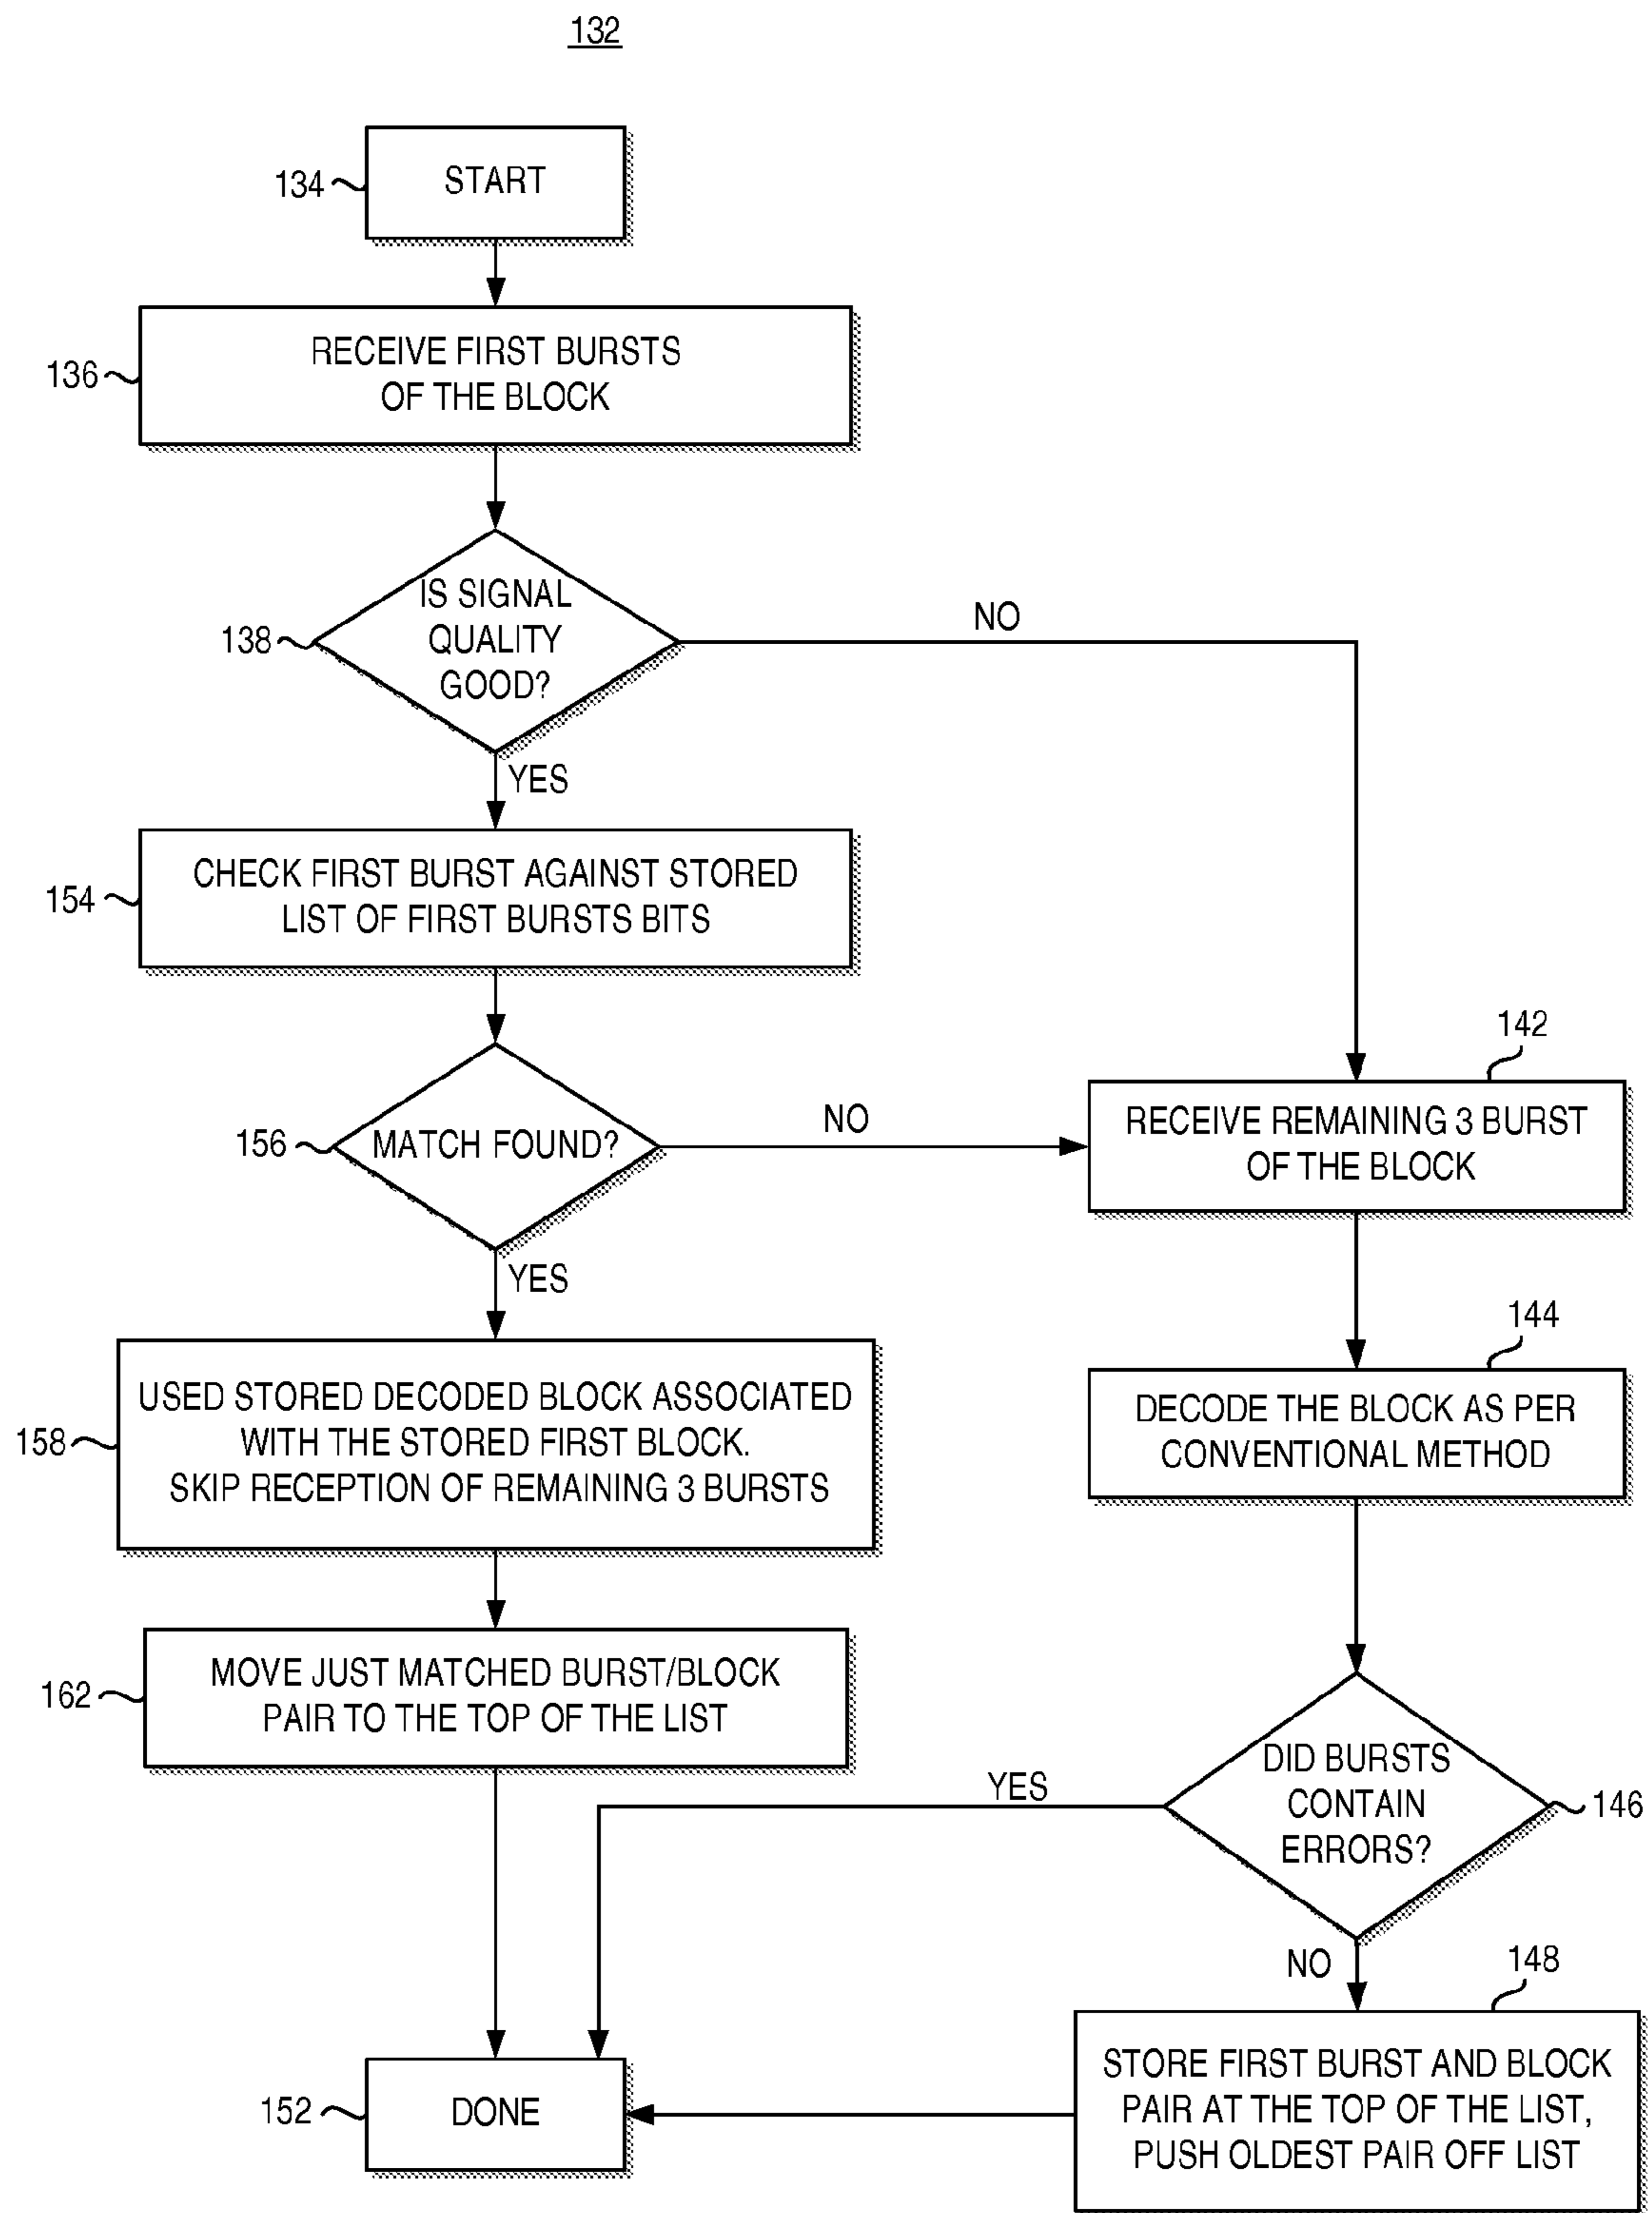 132
134
START
136
RECEIVE FIRST BURSTS
OF THE BLOCK
138
IS SIGNAL
QUALITY
GOOD?
NO
YES
154
CHECK FIRST BURST AGAINST STORED
LIST OF FIRST BURSTS BITS
156
MATCH FOUND?
NO
YES
142
RECEIVE REMAINING 3 BURST
OF THE BLOCK
144
DECODE THE BLOCK AS PER
CONVENTIONAL METHOD
158
USED STORED DECODED BLOCK ASSOCIATED
WITH THE STORED FIRST BLOCK.
SKIP RECEPTION OF REMAINING 3 BURSTS
162
MOVE JUST MATCHED BURST/BLOCK
PAIR TO THE TOP OF THE LIST
146
DID BURSTS
CONTAIN
ERRORS?
YES
NO
148
STORE FIRST BURST AND BLOCK
PAIR AT THE TOP OF THE LIST,
PUSH OLDEST PAIR OFF LIST
152
DONE